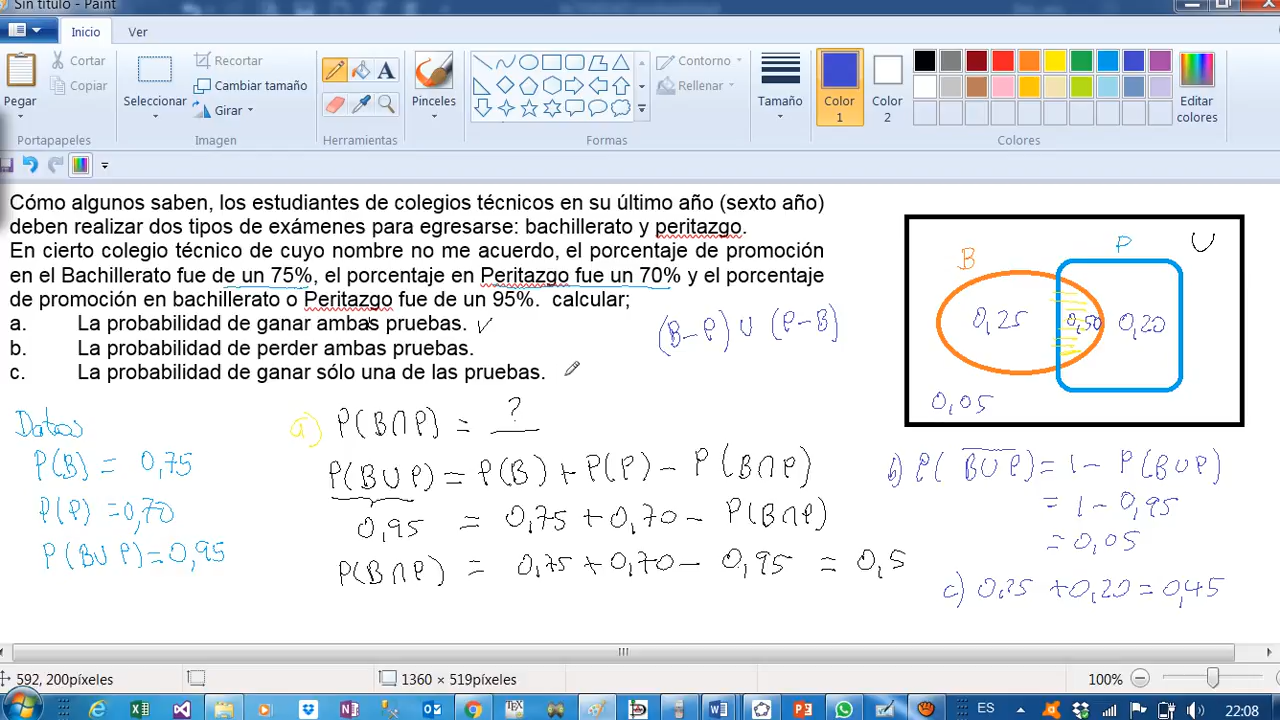 Sin título - Paint
Inicio
Ver
Pegar
Cortar
Copiar
Portapapeles
Seleccionar
Recortar
Cambiar tamaño
Girar
Imagen
A
Herramientas
Pinceles
Contorno
Rellenar
Formas
Tamaño
Color 1
Color 2
Colores
Editar colores
Cómo algunos saben, los estudiantes de colegios técnicos en su último año (sexto año)
deben realizar dos tipos de exámenes para egresarse: bachillerato y peritazgo.
En cierto colegio técnico de cuyo nombre no me acuerdo, el porcentaje de promoción
en el Bachillerato fue de un 75%, el porcentaje en Peritazgo fue un 70% y el porcentaje
de promoción en bachillerato o Peritazgo fue de un 95%. calcular;
a. La probabilidad de ganar ambas pruebas. ✓
b. La probabilidad de perder ambas pruebas.
c. La probabilidad de ganar sólo una de las pruebas.
(B-P) ∪ (P-B)
B
P
U
0,25
0,50
0,20
0,05
Datos
P(B) = 0,75
P(P) = 0,70
P(B∪P) = 0,95
a) P(B∩P) = ?
P(B∪P) = P(B) + P(P) - P(B∩P)
0,95 = 0,75 + 0,70 - P(B∩P)
P(B∩P) = 0,75 + 0,70 - 0,95 = 0,5
b) P(B̅∪̅P̅) = 1 - P(B∪P)
= 1 - 0,95
= 0,05
c) 0,25 + 0,20 = 0,45
592, 200píxeles
1360 × 519píxeles
100%
ES
22:08